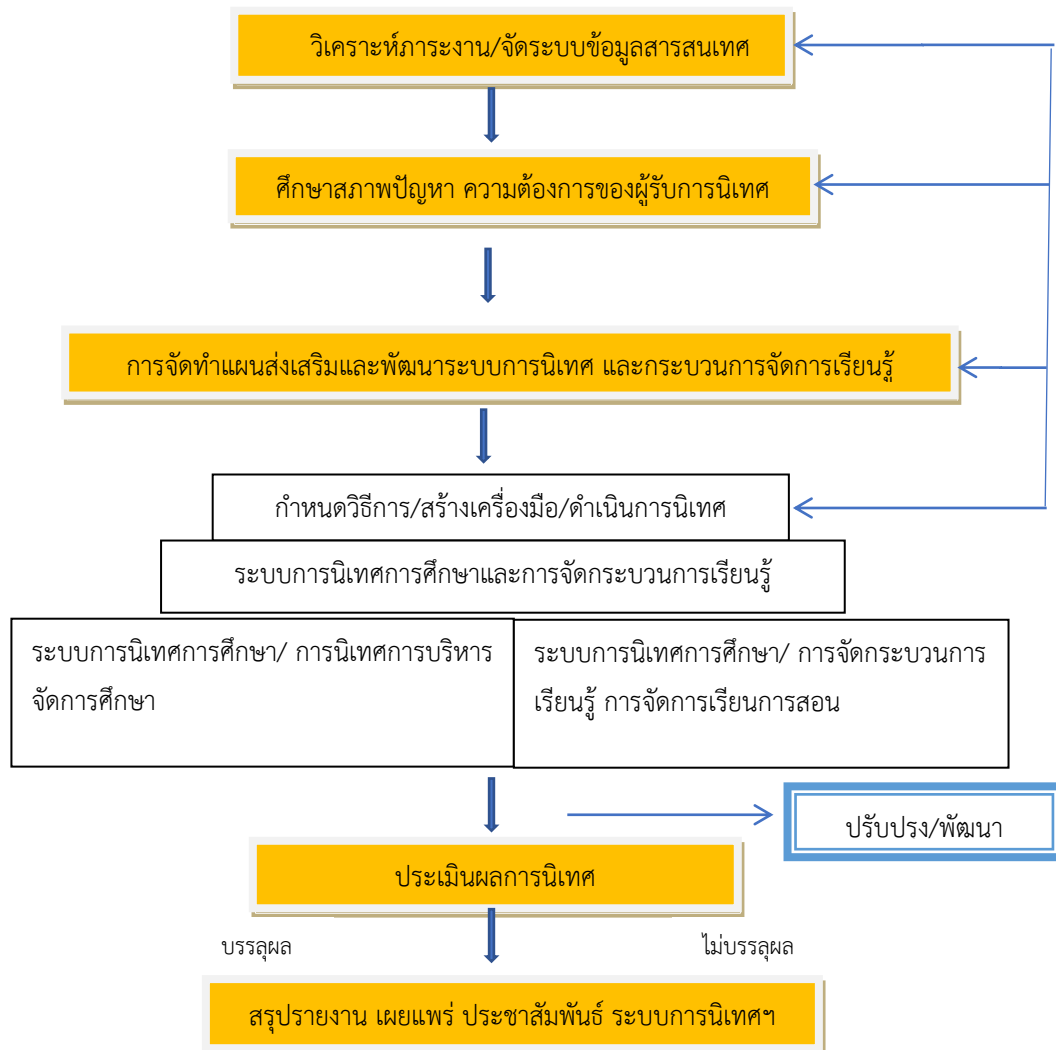 วิเคราะห์ภาระงาน/จัดระบบข้อมูลสารสนเทศ
ศึกษาสภาพปัญหา ความต้องการของผู้รับการนิเทศ
การจัดทำแผนส่งเสริมและพัฒนาระบบการนิเทศ และกระบวนการจัดการเรียนรู้
กำหนดวิธีการ/สร้างเครื่องมือ/ดำเนินการนิเทศ
ระบบการนิเทศการศึกษาและการจัดกระบวนการเรียนรู้
ระบบการนิเทศการศึกษา/ การนิเทศการบริหาร
จัดการศึกษา
ระบบการนิเทศการศึกษา/ การจัดกระบวนการ
เรียนรู้ การจัดการเรียนการสอน
ปรับปรง/พัฒนา
ประเมินผลการนิเทศ
บรรลุผล
ไม่บรรลุผล
สรุปรายงาน เผยแพร่ ประชาสัมพันธ์ ระบบการนิเทศฯ